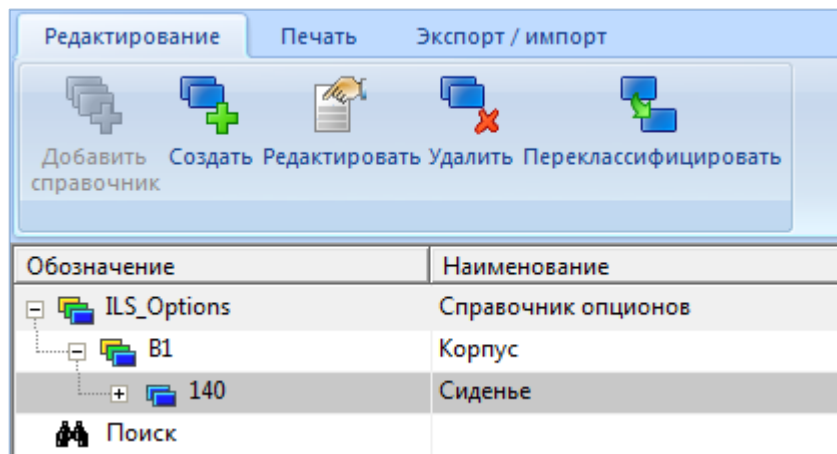 Редактирование Печать Экспорт / импорт
Добавить справочник Создать Редактировать Удалить Переклассифицировать
Обозначение Наименование
ILS_Options Справочник опционов
B1 Корпус
140 Сиденье
Поиск